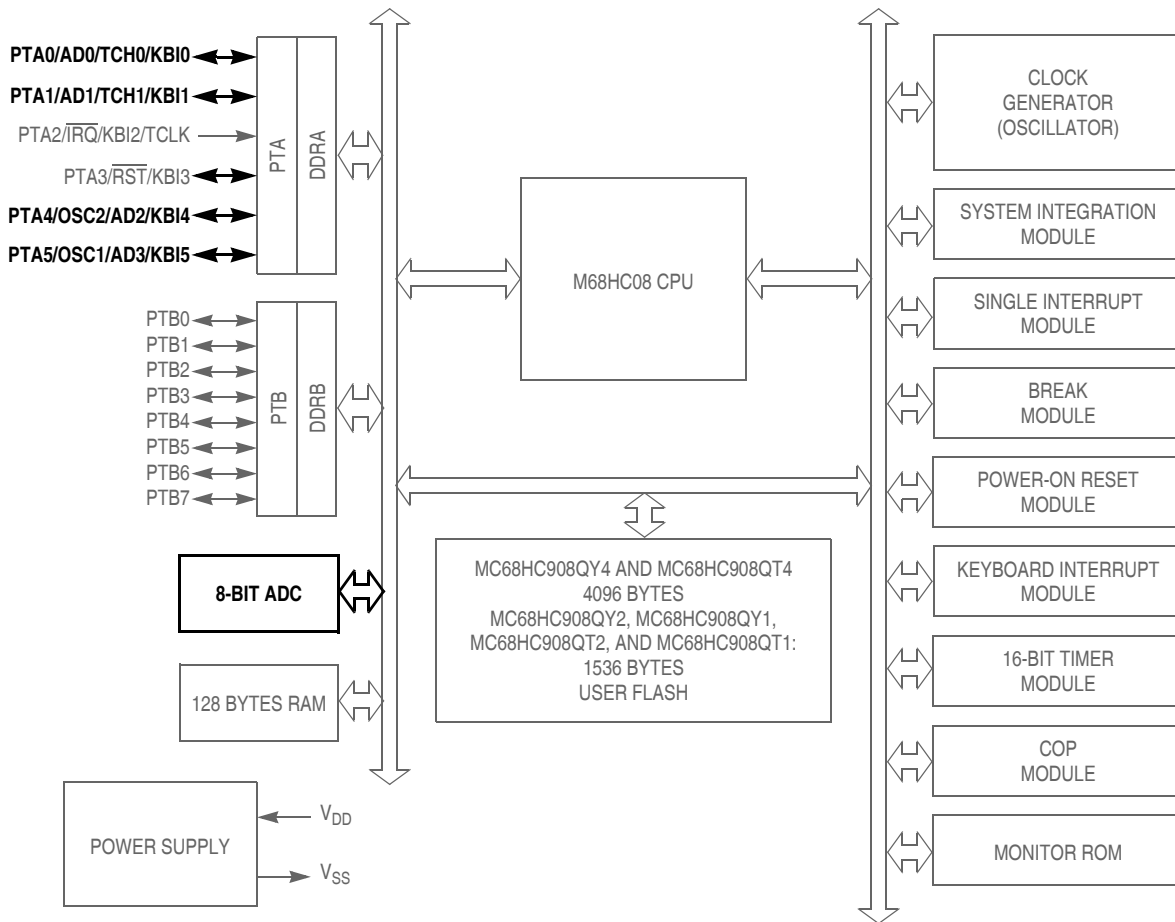 PTA0/AD0/TCH0/KBI0
PTA1/AD1/TCH1/KBI1
PTA2/I̅R̅Q̅/KBI2/TCLK
PTA3/R̅S̅T̅/KBI3
PTA4/OSC2/AD2/KBI4
PTA5/OSC1/AD3/KBI5
PTA
DDRA
PTB0
PTB1
PTB2
PTB3
PTB4
PTB5
PTB6
PTB7
PTB
DDRB
8-BIT ADC
128 BYTES RAM
POWER SUPPLY
VDD
VSS
M68HC08 CPU
MC68HC908QY4 AND MC68HC908QT4
4096 BYTES
MC68HC908QY2, MC68HC908QY1,
MC68HC908QT2, AND MC68HC908QT1:
1536 BYTES
USER FLASH
CLOCK
GENERATOR
(OSCILLATOR)
SYSTEM INTEGRATION
MODULE
SINGLE INTERRUPT
MODULE
BREAK
MODULE
POWER-ON RESET
MODULE
KEYBOARD INTERRUPT
MODULE
16-BIT TIMER
MODULE
COP
MODULE
MONITOR ROM